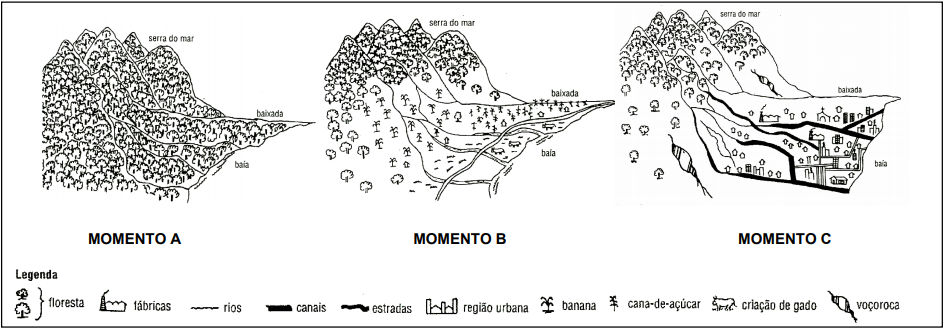 serra do mar
baixada
baía
serra do mar
baixada
baía
serra do mar
baixada
baía
MOMENTO A
MOMENTO B
MOMENTO C
Legenda
floresta
fábricas
rios
canais
estradas
região urbana
banana
cana-de-açúcar
criação de gado
voçoroca